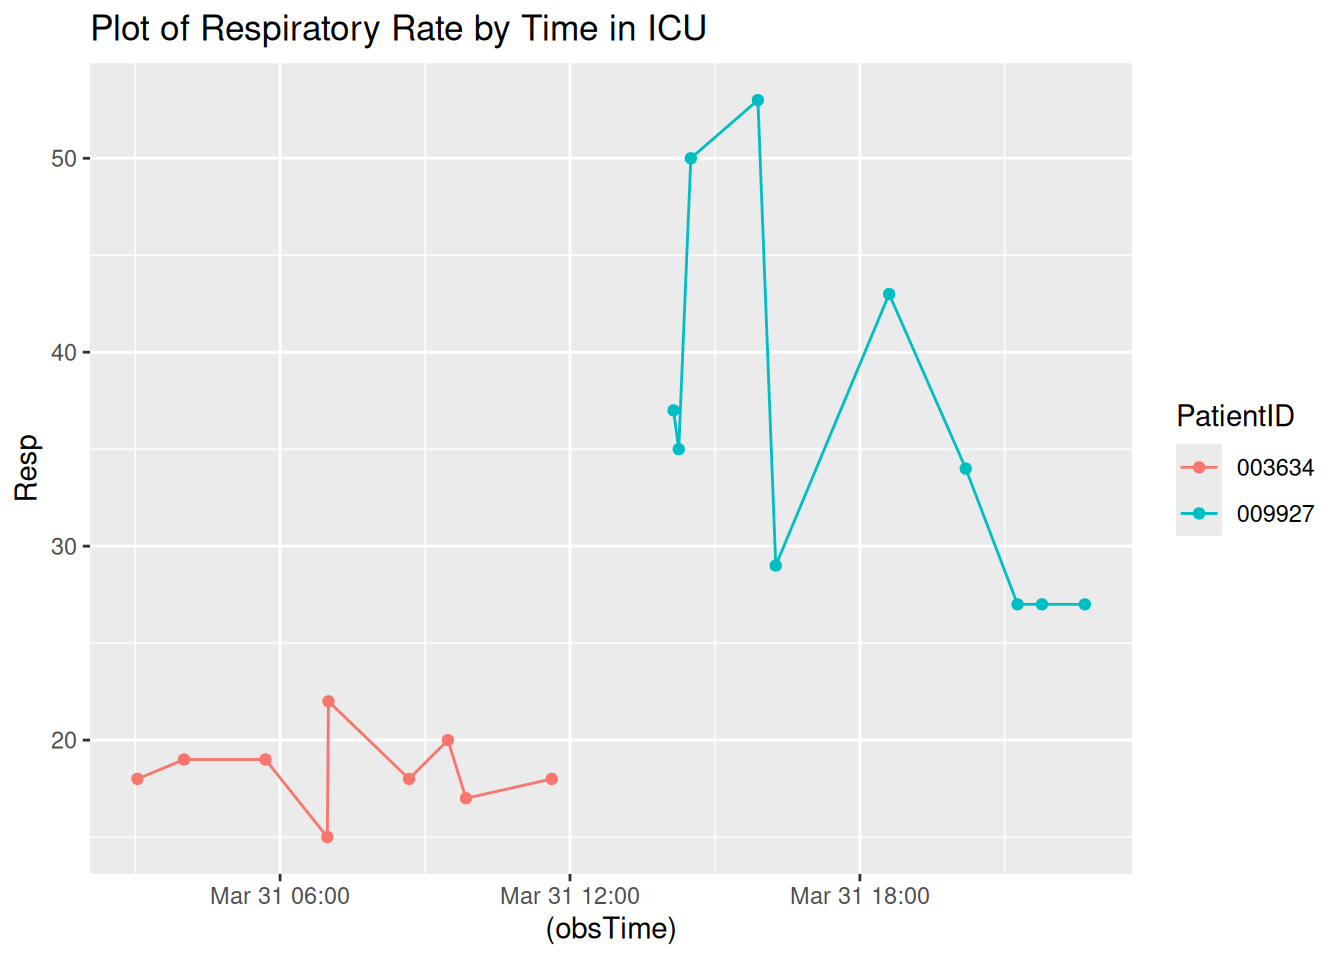 Plot of Respiratory Rate by Time in ICU
50
40
30
20
Resp
Mar 31 06:00
Mar 31 12:00
Mar 31 18:00
(obsTime)
PatientID
003634
009927